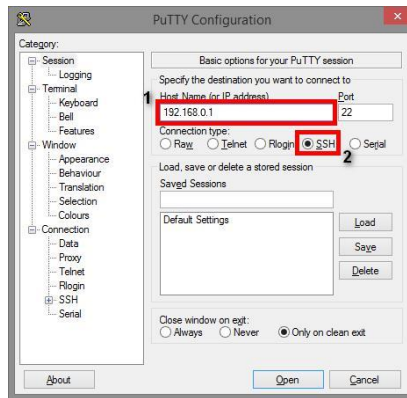 PuTTY Configuration
Category:
Session
Logging
Terminal
Keyboard
Bell
Features
Window
Appearance
Behaviour
Translation
Selection
Colours
Connection
Data
Proxy
Telnet
Rlogin
SSH
Serial
Basic options for your PuTTY session
Specify the destination you want to connect to
1 Host Name (or IP address) Port
192.168.0.1 22
Connection type:
Raw Telnet Rlogin SSH Serial
2
Load, save or delete a stored session
Saved Sessions
Default Settings
Load
Save
Delete
Close window on exit:
Always Never Only on clean exit
About Open Cancel